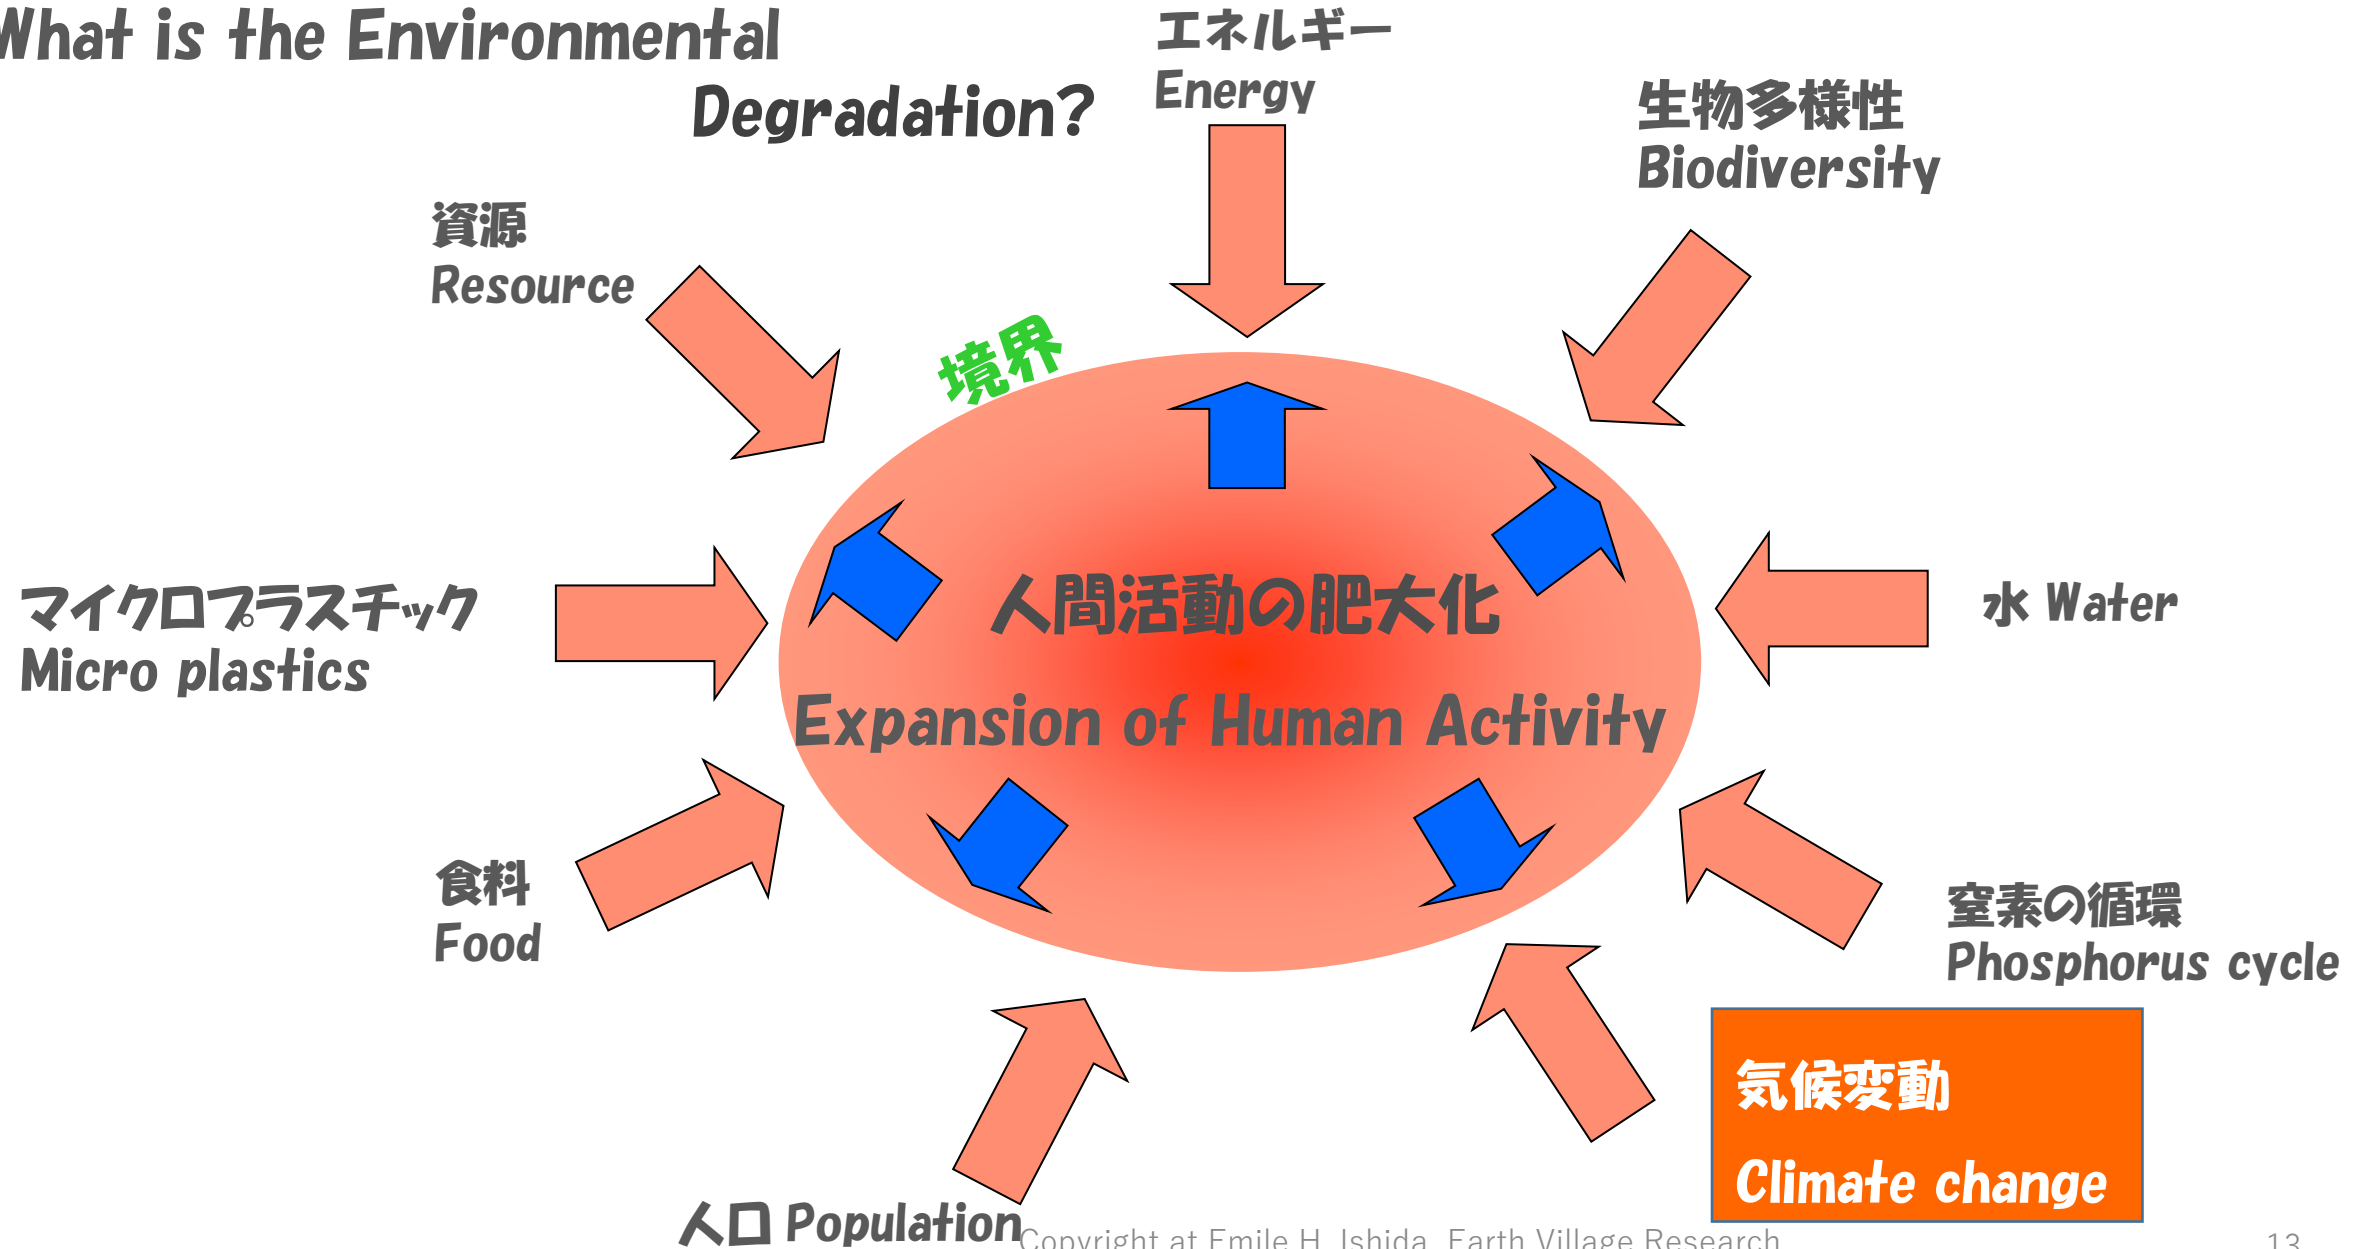 What is the Environmental
Degradation?
エネルギー
Energy
生物多様性
Biodiversity
資源
Resource
境界
マイクロプラスチック
Micro plastics
人間活動の肥大化
Expansion of Human Activity
水 Water
食料
Food
窒素の循環
Phosphorus cycle
気候変動
Climate change
人口 Population
Copyright at Emile H. Ishida, Earth Village Research
13